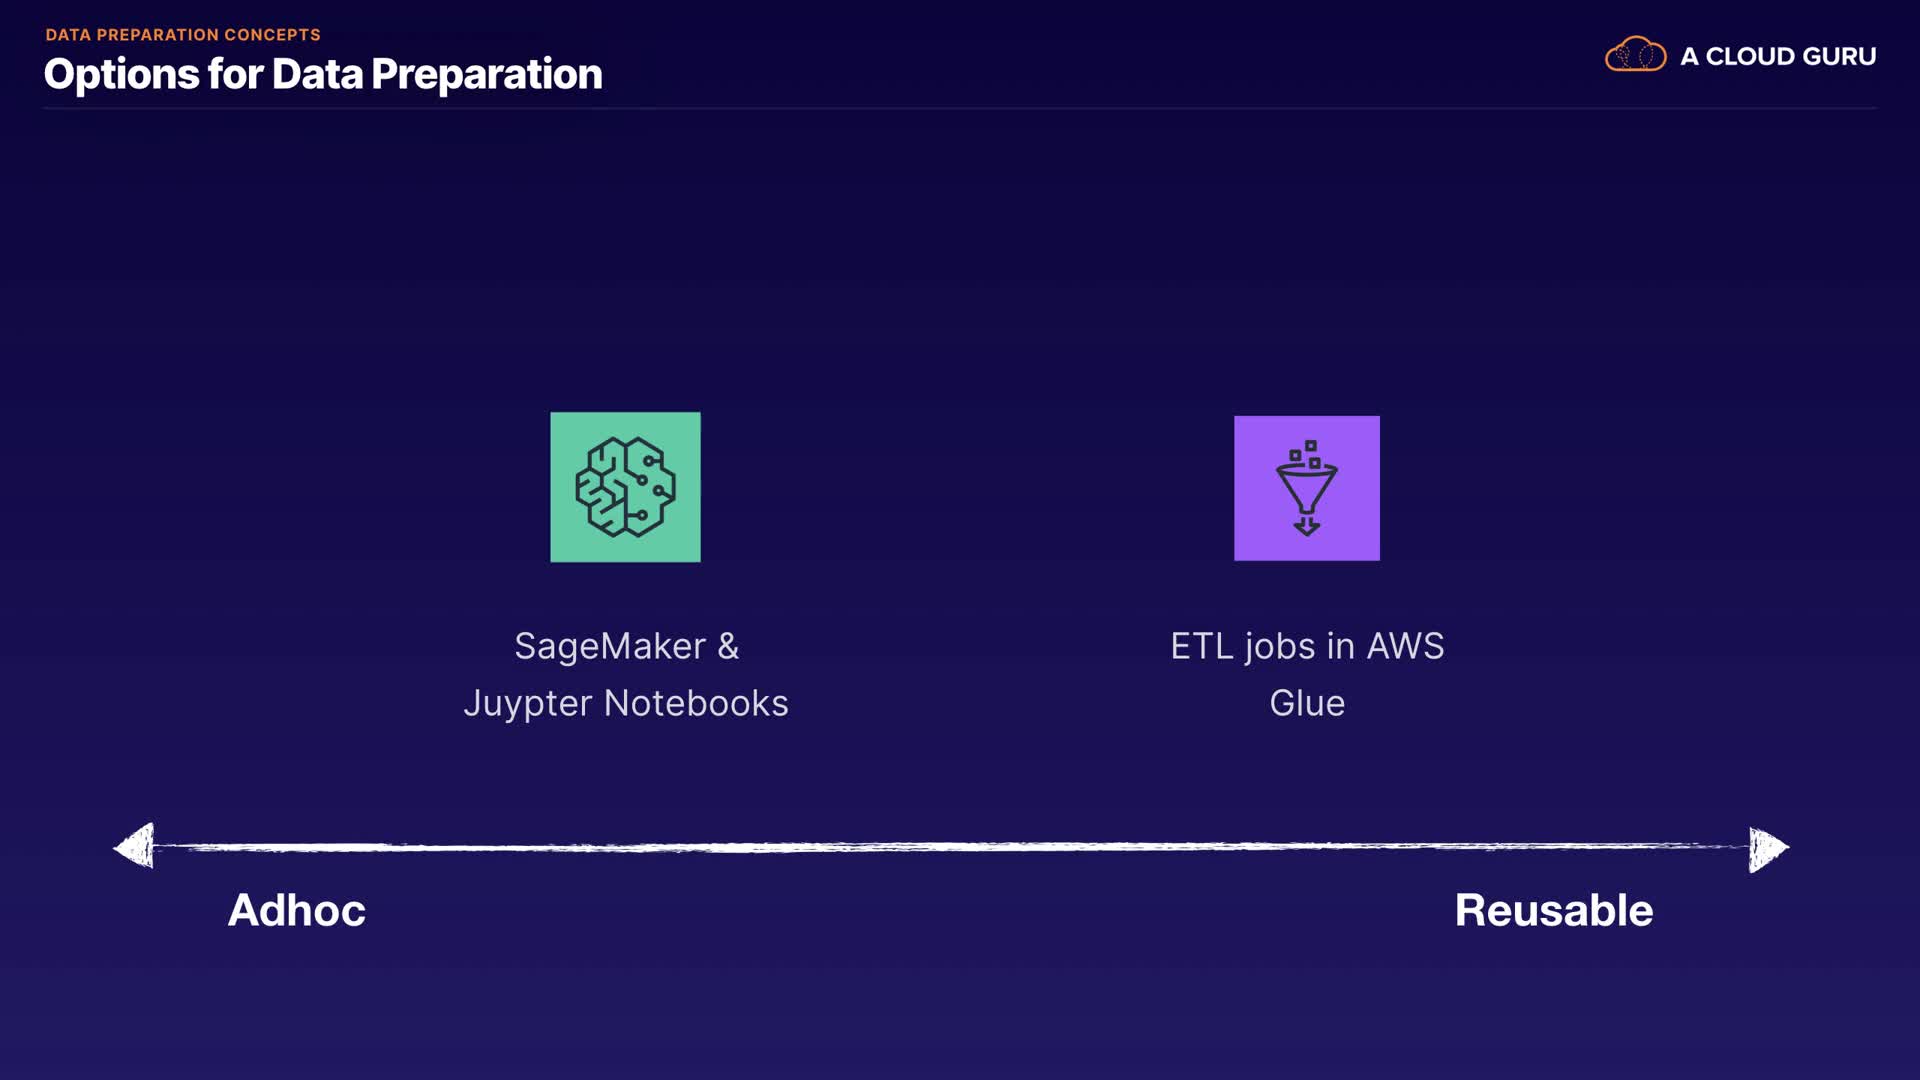 DATA PREPARATION CONCEPTS
Options for Data Preparation
A CLOUD GURU
SageMaker &
Juypter Notebooks
ETL jobs in AWS
Glue
Adhoc
Reusable